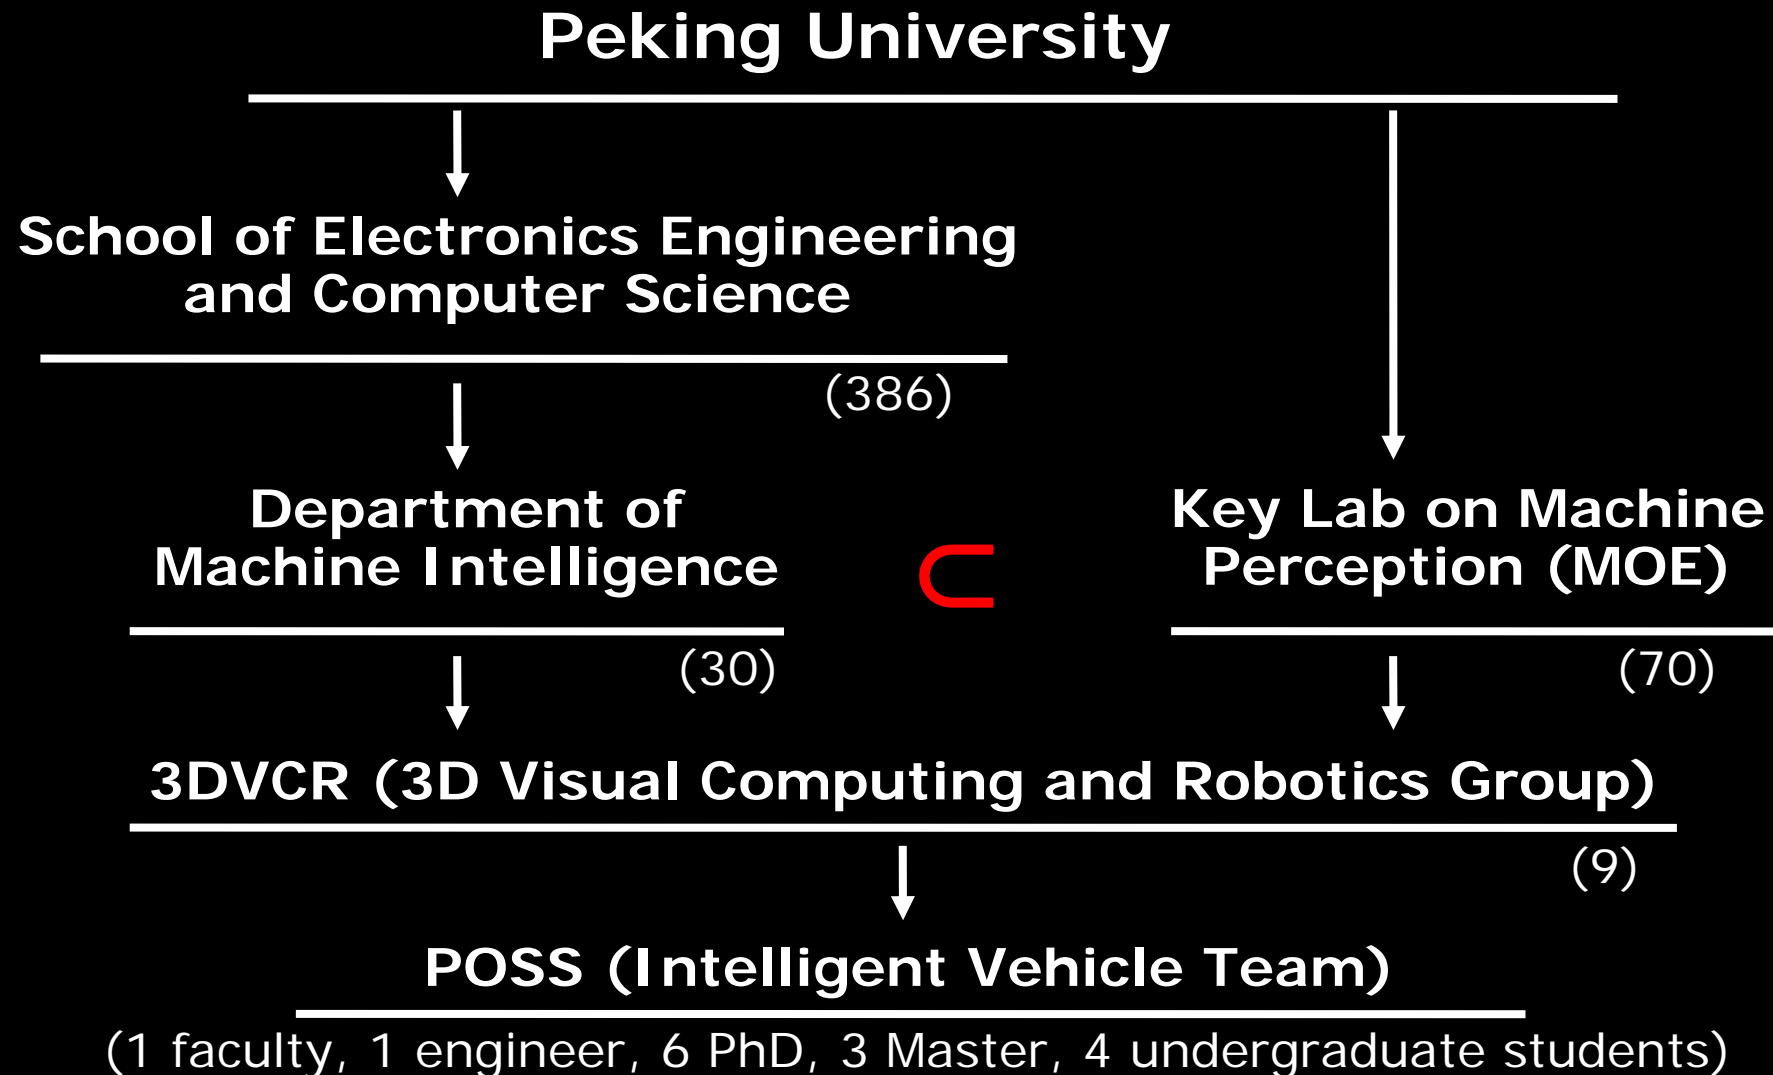 Peking University
School of Electronics Engineering
and Computer Science
(386)
Department of
Machine Intelligence
⊂
Key Lab on Machine
Perception (MOE)
(30)
(70)
3DVCR (3D Visual Computing and Robotics Group)
(9)
POSS (Intelligent Vehicle Team)
(1 faculty, 1 engineer, 6 PhD, 3 Master, 4 undergraduate students)